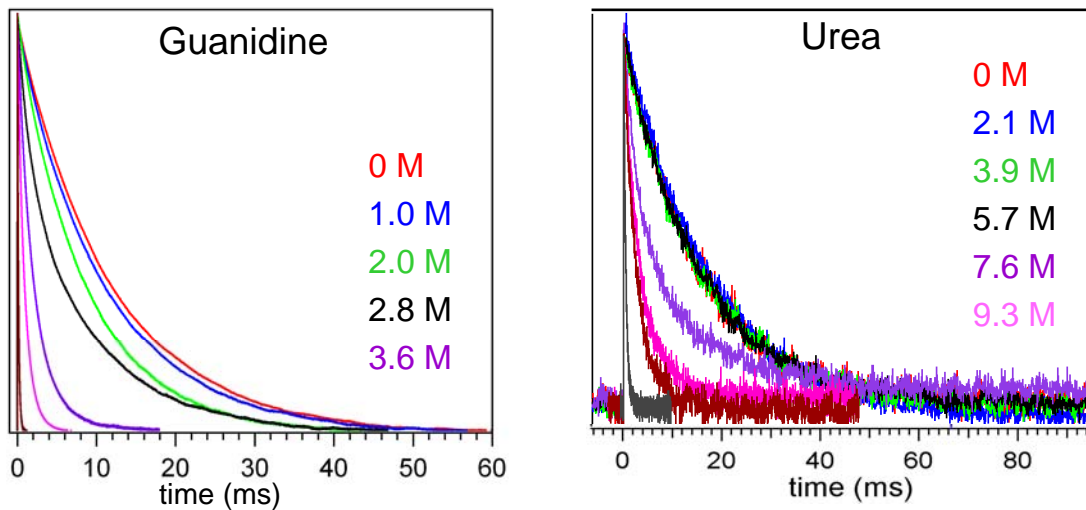 Guanidine
0 M
1.0 M
2.0 M
2.8 M
3.6 M
0 10 20 30 40 50 60
time (ms)
Urea
0 M
2.1 M
3.9 M
5.7 M
7.6 M
9.3 M
0 20 40 60 80
time (ms)